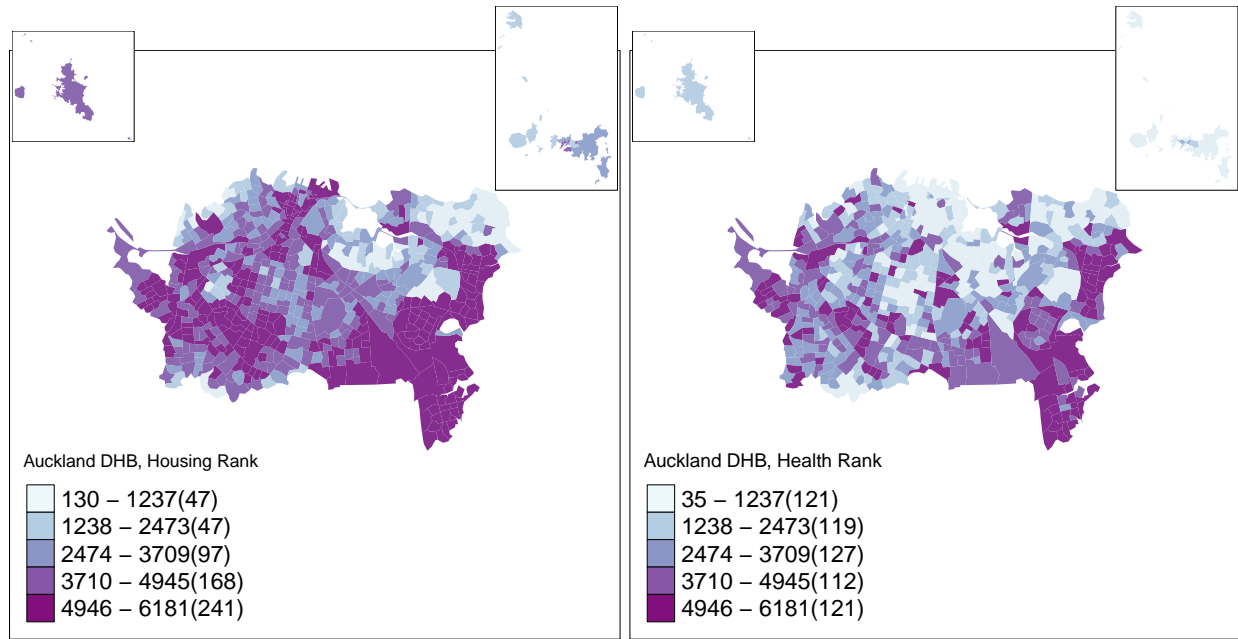 Auckland DHB, Housing Rank
130 – 1237(47)
1238 – 2473(47)
2474 – 3709(97)
3710 – 4945(168)
4946 – 6181(241)
Auckland DHB, Health Rank
35 – 1237(121)
1238 – 2473(119)
2474 – 3709(127)
3710 – 4945(112)
4946 – 6181(121)